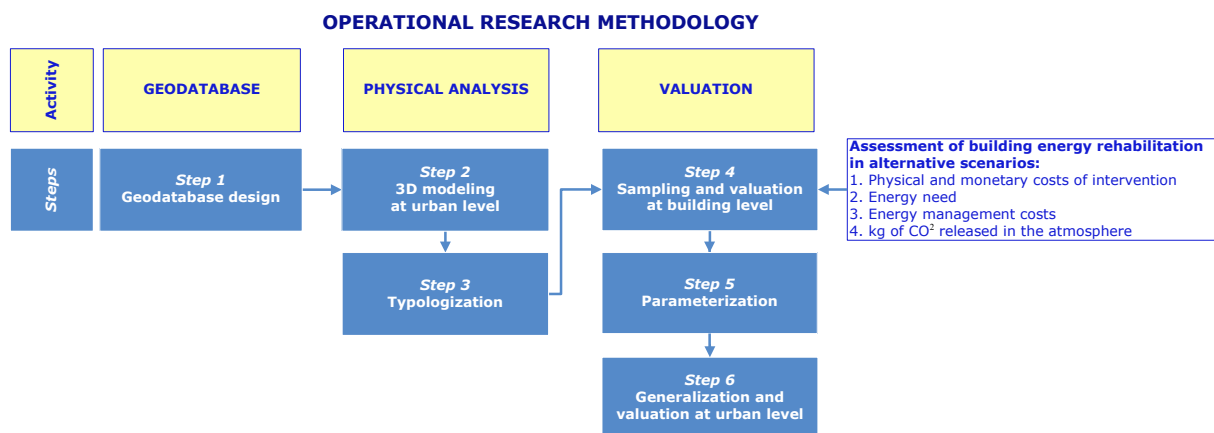 OPERATIONAL RESEARCH METHODOLOGY
Activity
GEODATABASE
PHYSICAL ANALYSIS
VALUATION
Steps
Step 1
Geodatabase design
Step 2
3D modeling
at urban level
Step 3
Typologization
Step 4
Sampling and valuation
at building level
Assessment of building energy rehabilitation
in alternative scenarios:
1. Physical and monetary costs of intervention
2. Energy need
3. Energy management costs
4. kg of CO² released in the atmosphere
Step 5
Parameterization
Step 6
Generalization and
valuation at urban level